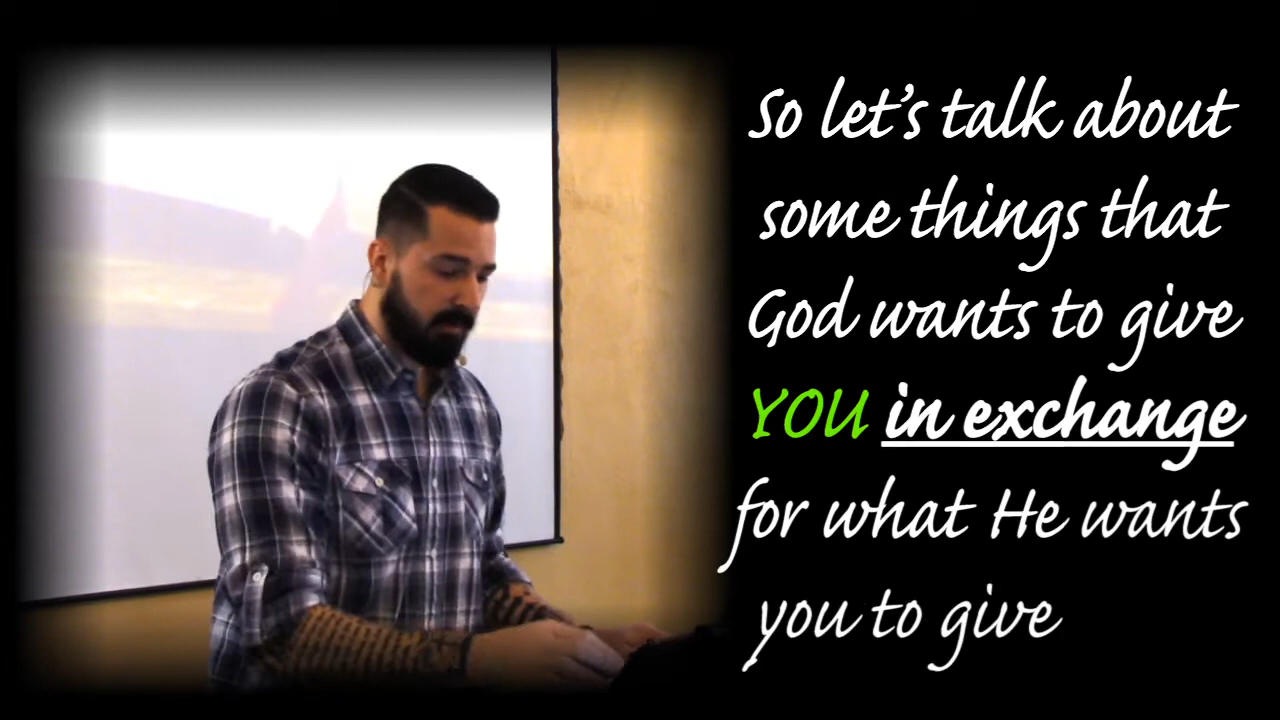 So let's talk about
some things that
God wants to give
YOU in exchange
for what He wants
you to give